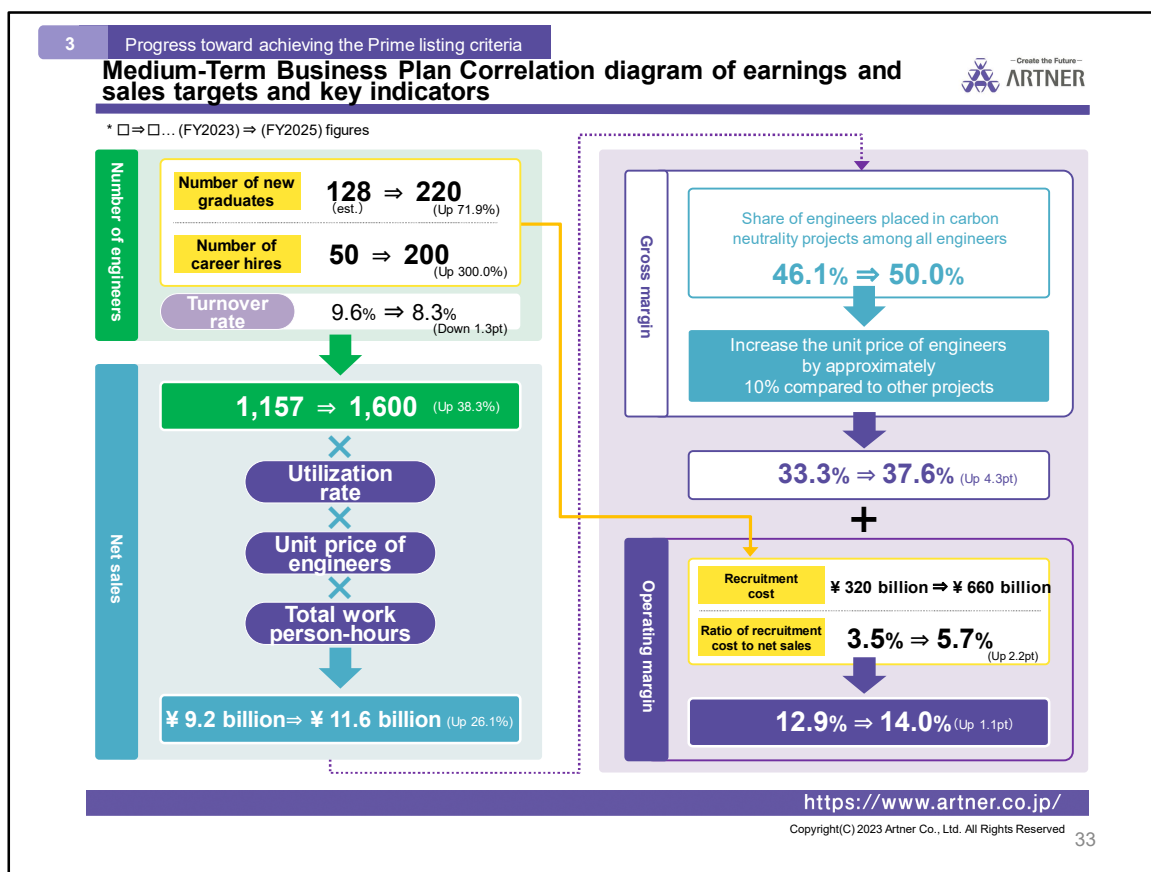 3
Progress toward achieving the Prime listing criteria
Medium-Term Business Plan Correlation diagram of earnings and
sales targets and key indicators
－Create the Future－
ARTNER
* □⇒□… (FY2023) ⇒ (FY2025) figures
Number of engineers
Number of new
graduates
128 ⇒ 220
(est.)
(Up 71.9%)
Number of
career hires
50 ⇒ 200
(Up 300.0%)
Turnover
rate
9.6% ⇒ 8.3%
(Down 1.3pt)
Net sales
1,157 ⇒ 1,600 (Up 38.3%)
×
Utilization
rate
×
Unit price of
engineers
×
Total work
person-hours
¥ 9.2 billion⇒ ¥ 11.6 billion (Up 26.1%)
Gross margin
Share of engineers placed in carbon
neutrality projects among all engineers
46.1% ⇒ 50.0%
Increase the unit price of engineers
by approximately
10% compared to other projects
33.3% ⇒ 37.6% (Up 4.3pt)
+
Operating margin
Recruitment
cost
¥ 320 billion ⇒ ¥ 660 billion
Ratio of recruitment
cost to net sales
3.5% ⇒ 5.7%
(Up 2.2pt)
12.9% ⇒ 14.0% (Up 1.1pt)
https://www.artner.co.jp/
Copyright(C) 2023 Artner Co., Ltd. All Rights Reserved
33